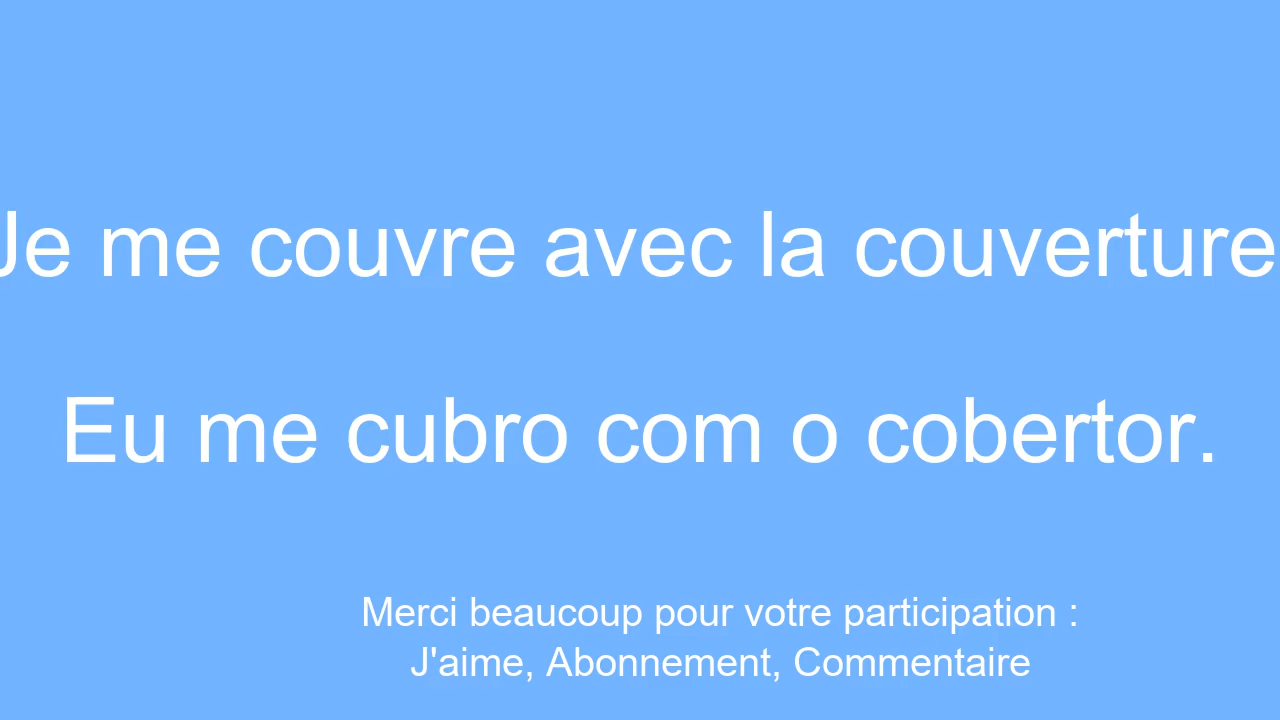 Je me couvre avec la couverture
Eu me cubro com o cobertor.
Merci beaucoup pour votre participation :
J'aime, Abonnement, Commentaire